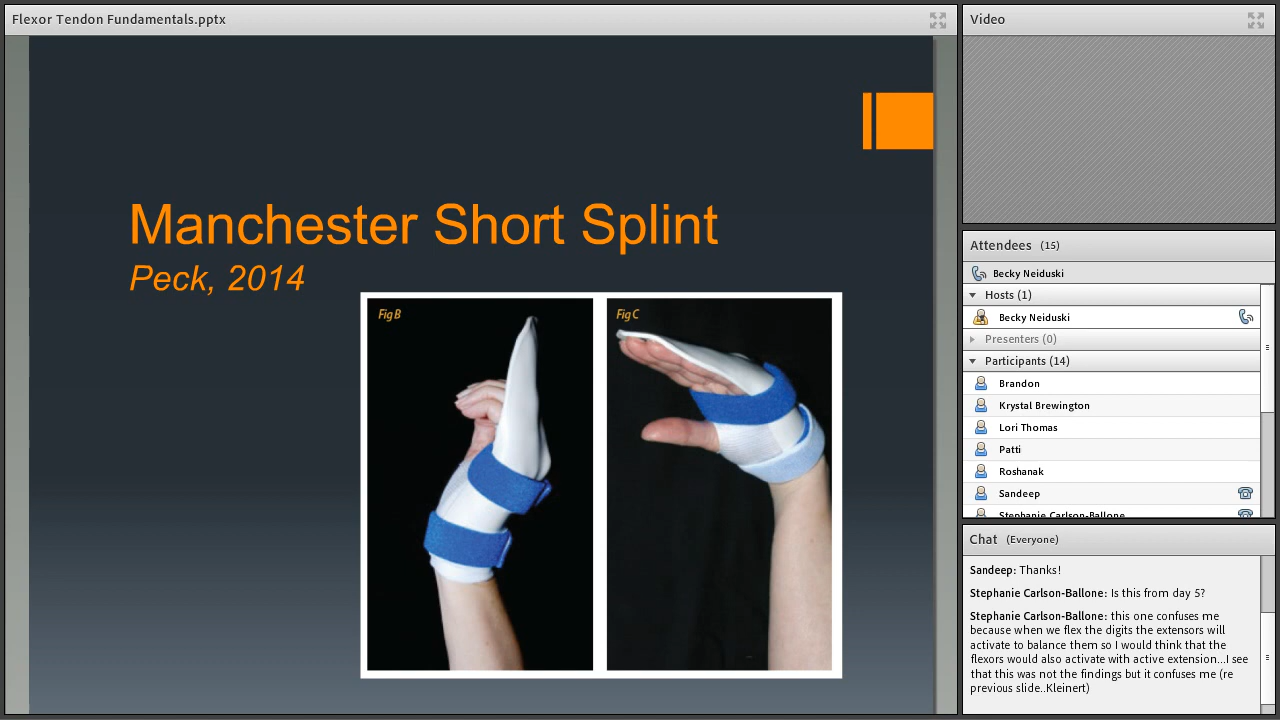 Flexor Tendon Fundamentals.pptx
Manchester Short Splint
Peck, 2014
Fig B
Fig C
Video
Attendees (15)
Becky Neiduski
Hosts (1)
Becky Neiduski
Presenters (0)
Participants (14)
Brandon
Krystal Brewington
Lori Thomas
Patti
Roshanak
Sandeep
Stephanie Carlson-Ballone
Chat (Everyone)
Sandeep: Thanks!
Stephanie Carlson-Ballone: Is this from day 5?
Stephanie Carlson-Ballone: this one confuses me
because when we flex the digits the extensors will
activate to balance them so I would think that the
flexors would also activate with active extension...I see
that this was not the findings but it confuses me (re
previous slide..Kleinert)